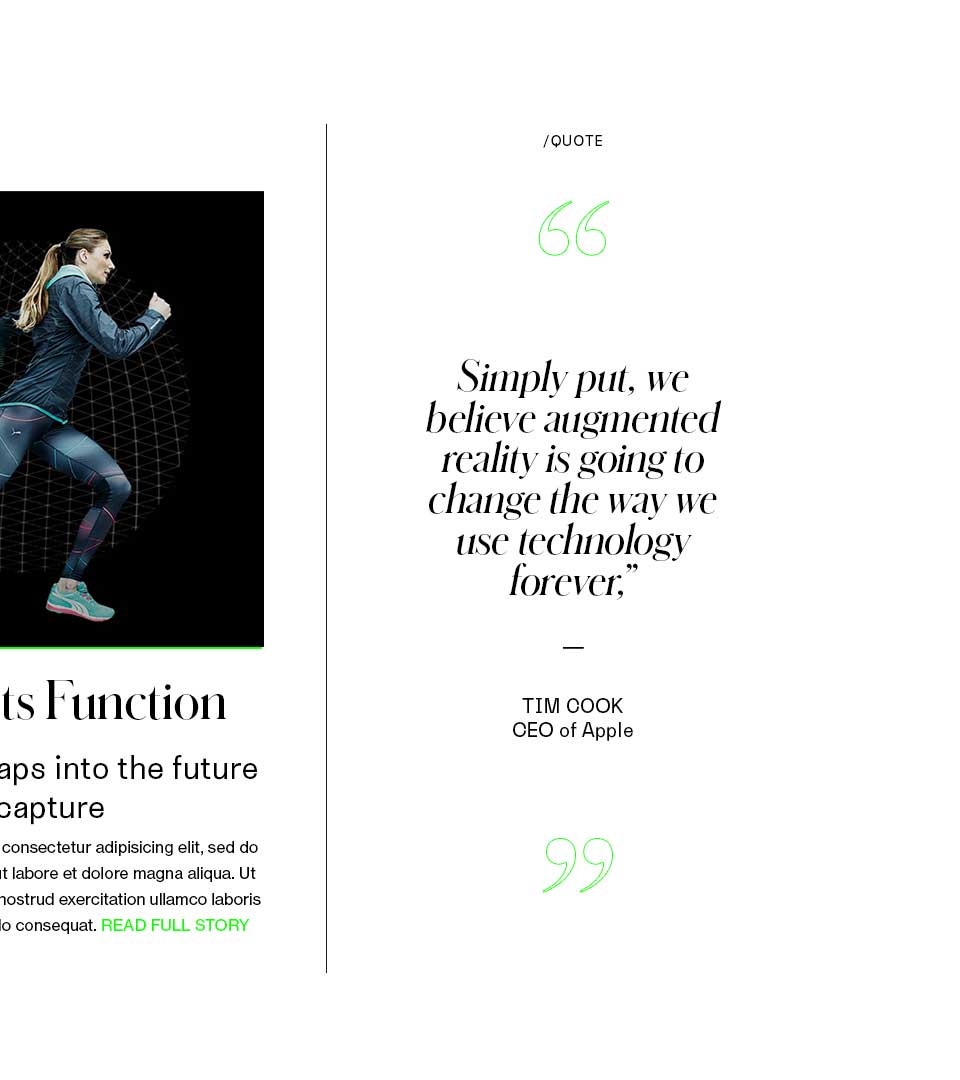 /QUOTE
“
Simply put, we
believe augmented
reality is going to
change the way we
use technology
forever,”
—
TIM COOK
CEO of Apple
”
ts Function
aps into the future
capture
consectetur adipisicing elit, sed do
ut labore et dolore magna aliqua. Ut
nostrud exercitation ullamco laboris
do consequat. READ FULL STORY